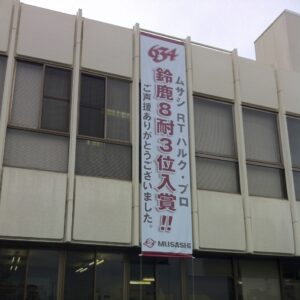 634
ムサシ RTハルク・プロ
鈴鹿8耐3位入賞!!
ご声援ありがとうございました。
MUSASHI